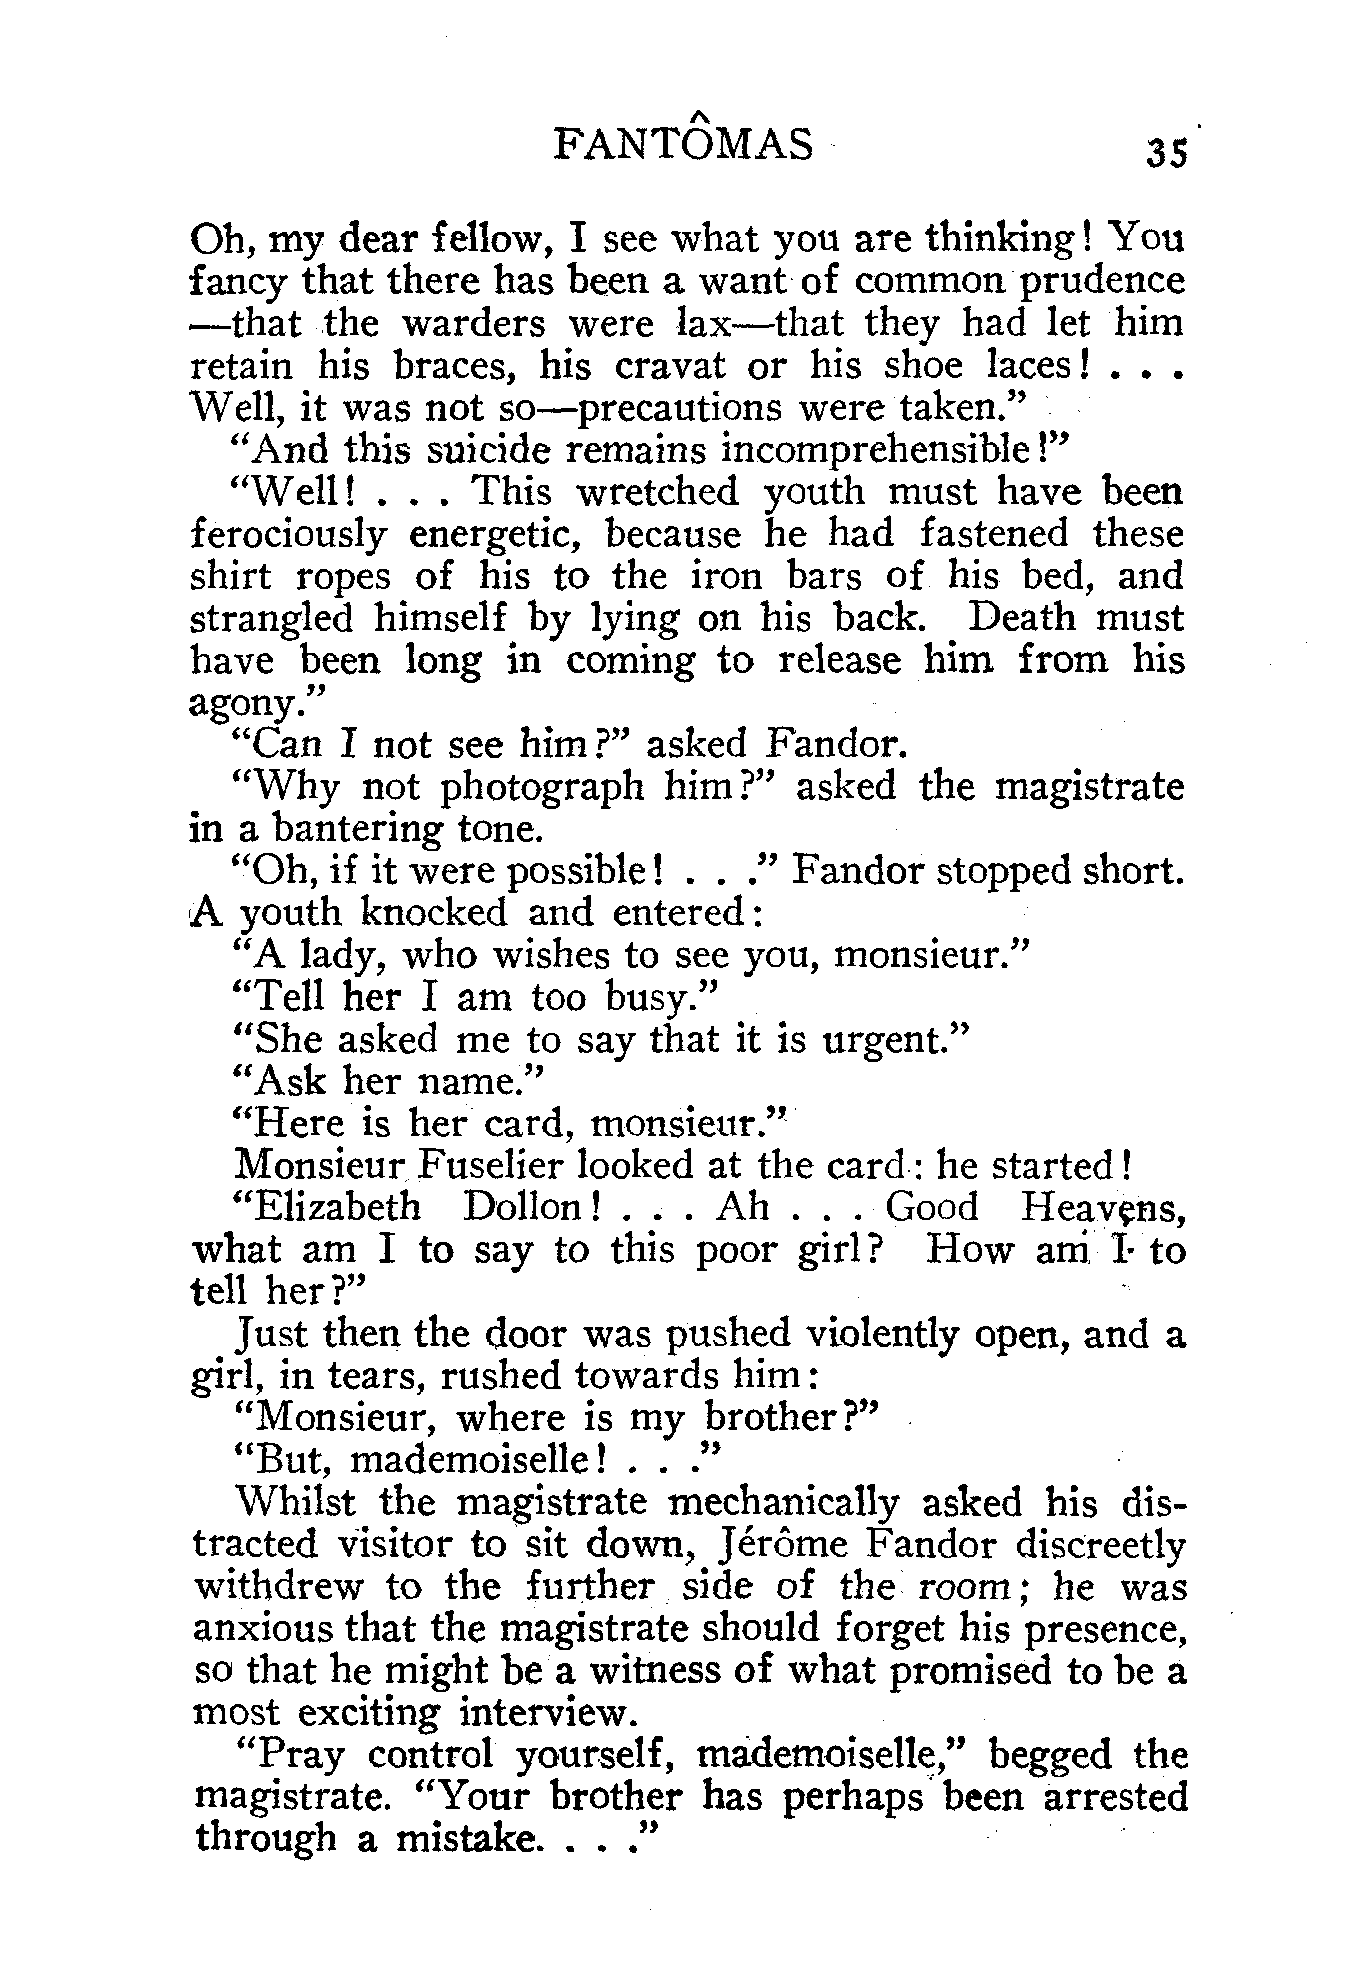 FANTÔMAS 35
Oh, my dear fellow, I see what you are thinking! You
fancy that there has been a want of common prudence
—that the warders were lax—that they had let him
retain his braces, his cravat or his shoe laces! . . .
Well, it was not so—precautions were taken.”
“And this suicide remains incomprehensible!”
“Well! . . . This wretched youth must have been
ferociously energetic, because he had fastened these
shirt ropes of his to the iron bars of his bed, and
strangled himself by lying on his back. Death must
have been long in coming to release him from his
agony.”
“Can I not see him?” asked Fandor.
“Why not photograph him?” asked the magistrate
in a bantering tone.
“Oh, if it were possible! . . .” Fandor stopped short.
A youth knocked and entered:
“A lady, who wishes to see you, monsieur.”
“Tell her I am too busy.”
“She asked me to say that it is urgent.”
“Ask her name.”
“Here is her card, monsieur.”
Monsieur Fuselier looked at the card: he started!
“Elizabeth Dollon! . . . Ah . . . Good Heavens,
what am I to say to this poor girl? How am I to
tell her?”
Just then the door was pushed violently open, and a
girl, in tears, rushed towards him:
“Monsieur, where is my brother?”
“But, mademoiselle! . . .”
Whilst the magistrate mechanically asked his dis-
tracted visitor to sit down, Jérôme Fandor discreetly
withdrew to the further side of the room; he was
anxious that the magistrate should forget his presence,
so that he might be a witness of what promised to be a
most exciting interview.
“Pray control yourself, mademoiselle,” begged the
magistrate. “Your brother has perhaps been arrested
through a mistake. . . .”